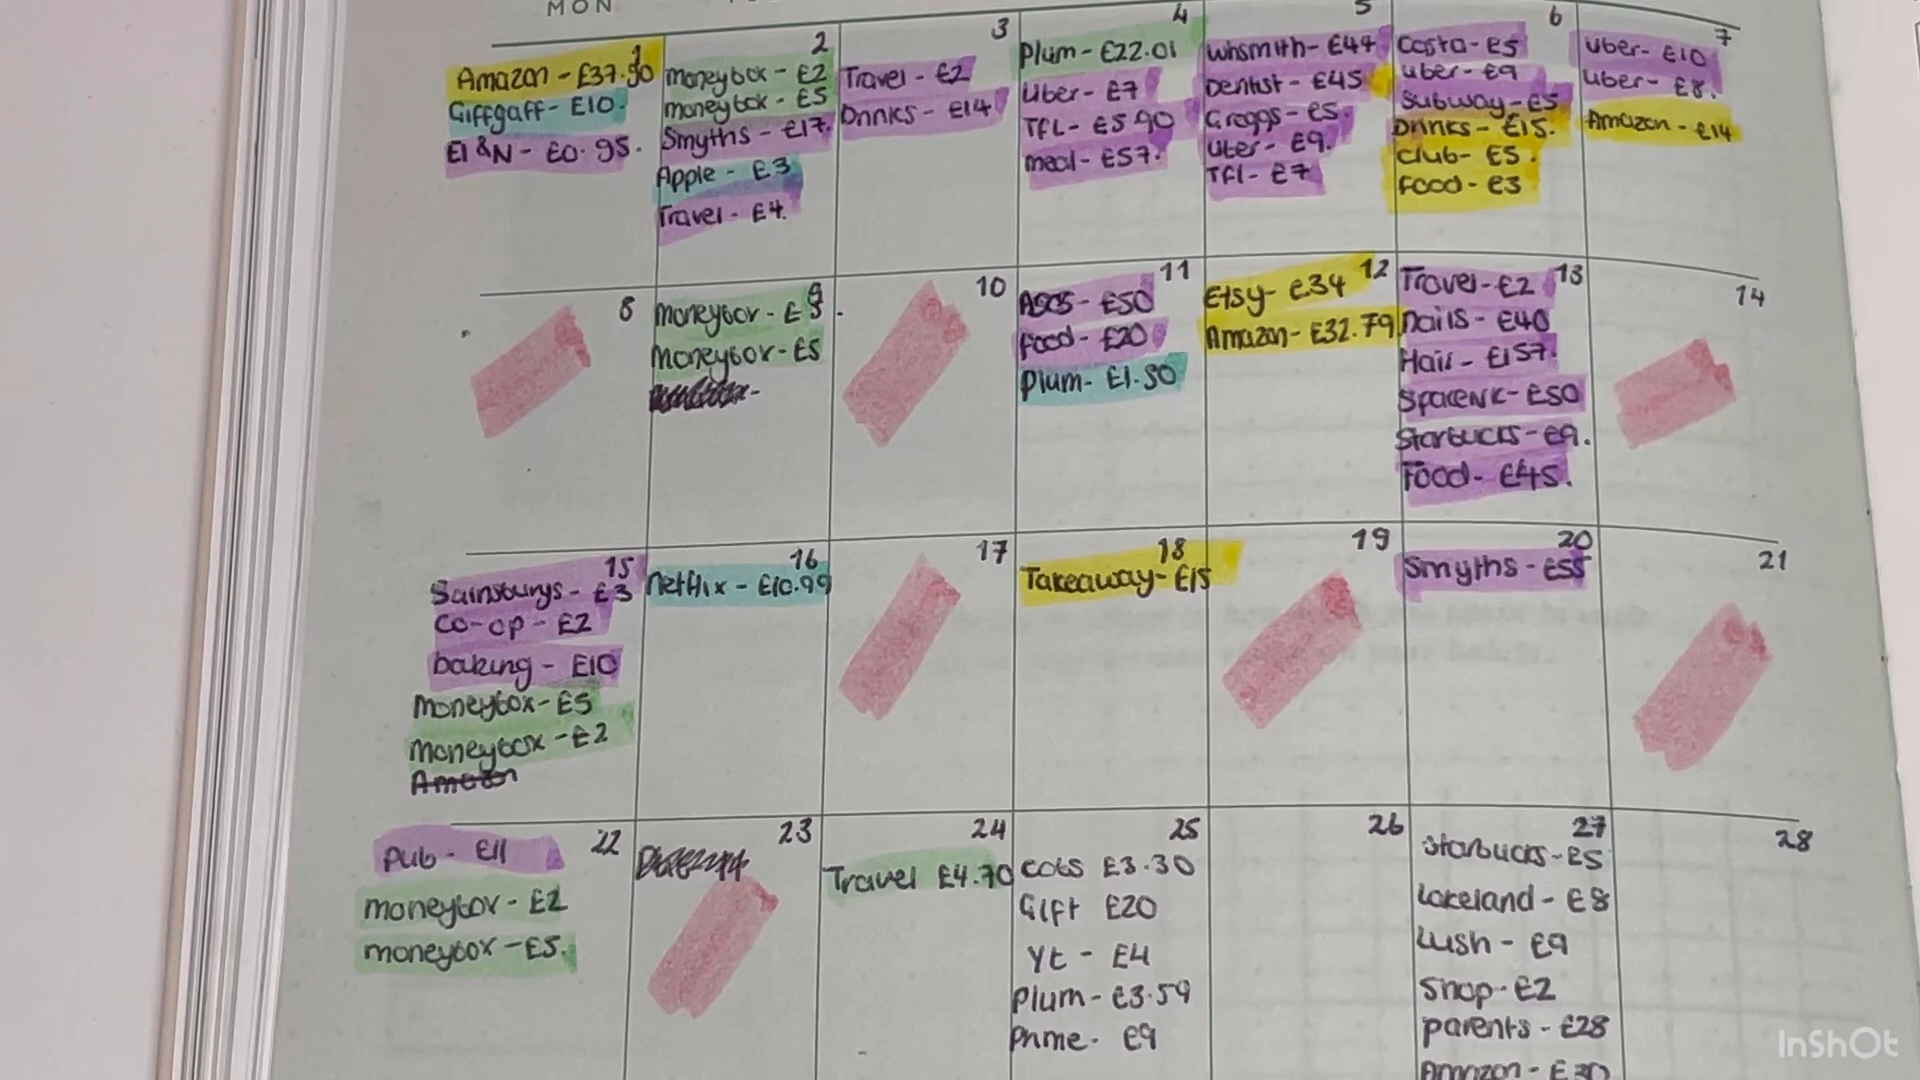 MON
1
Amazon - £37.90
Giffgaff - £10.
El & N - £0.95.
2
moneybox - £2
moneybox - £5
Smyths - £17.
Apple - £3
Travel - £4.
3
Travel - £2
Drinks - £14
4
Plum - £22.01
Uber - £7
TFL - £5.90
meal - £57.
5
Whsmith - £44
Dentist - £45
Greggs - £5.
Uber - £9.
Tfl - £7
6
Costa - £5
Uber - £9
Subway - £5
Drinks - £15.
Club - £5.
Food - £3
7
Uber - £10
Uber - £8.
Amazon - £14
8
9
moneybox - £
moneybox - £5
10
11
£50
Food - £20
Plum - £1.50
12
Etsy - £34
Amazon - £32.79
13
Travel - £2
nails - £40
Hair - £157.
SpaceNK - £50
Starbucks - £9.
Food - £45.
14
15
Sainsburys - £3
Co-op - £2
baking - £10
Moneybox - £5
Moneybox - £2
Amazon
16
Netflix - £10.99
17
18
Takeaway - £15
19
20
Smyths - £55
21
22
Pub - £11
moneybox - £2
moneybox - £5.
23
24
Travel £4.70
25
£3.30
Gift £20
Yt - £4
Plum - £3.59
Prime - £9
26
27
Starbucks - £5
Lakeland - £8
Lush - £9
Shop - £2
parents - £28
Amazon - £30
28
InShOt